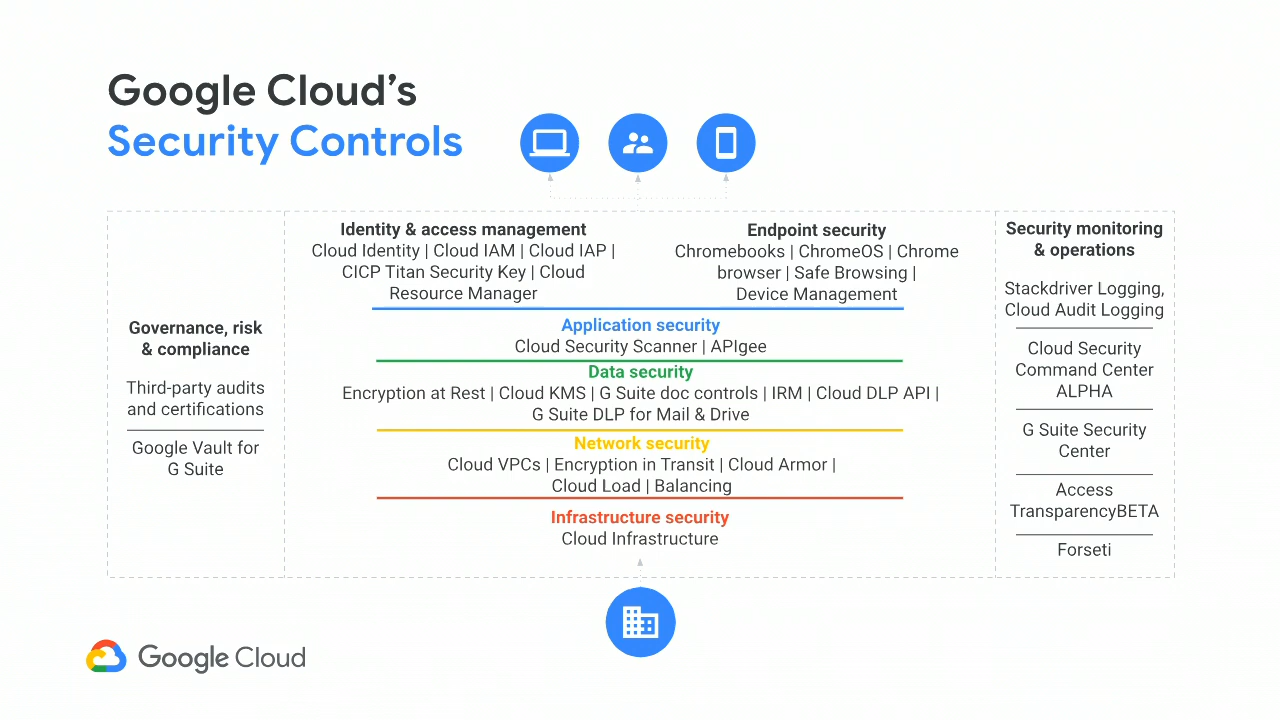 Google Cloud’s
Security Controls
Governance, risk
& compliance
Third-party audits
and certifications
Google Vault for
G Suite
Identity & access management
Cloud Identity | Cloud IAM | Cloud IAP |
CICP Titan Security Key | Cloud
Resource Manager
Endpoint security
Chromebooks | ChromeOS | Chrome
browser | Safe Browsing |
Device Management
Application security
Cloud Security Scanner | APIgee
Data security
Encryption at Rest | Cloud KMS | G Suite doc controls | IRM | Cloud DLP API |
G Suite DLP for Mail & Drive
Network security
Cloud VPCs | Encryption in Transit | Cloud Armor |
Cloud Load | Balancing
Infrastructure security
Cloud Infrastructure
Security monitoring
& operations
Stackdriver Logging,
Cloud Audit Logging
Cloud Security
Command Center
ALPHA
G Suite Security
Center
Access
TransparencyBETA
Forseti
Google Cloud